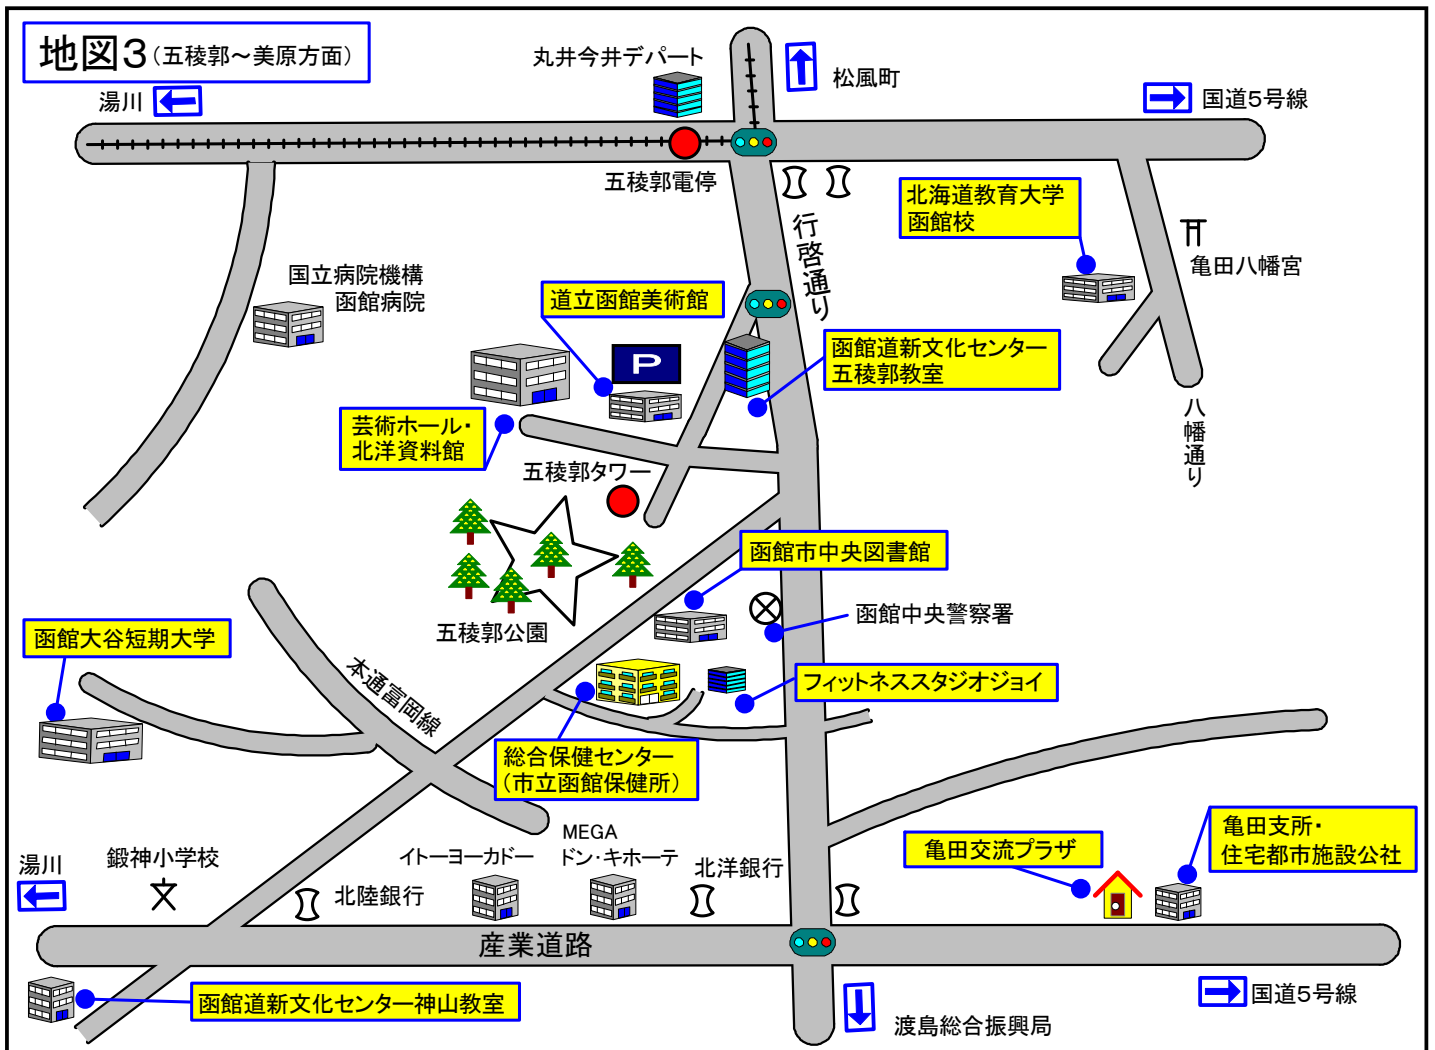 地図3(五稜郭～美原方面)
丸井今井デパート
松風町
湯川
国道5号線
五稜郭電停
行啓通り
北海道教育大学
函館校
亀田八幡宮
国立病院機構
函館病院
道立函館美術館
P
函館道新文化センター
五稜郭教室
八幡通り
芸術ホール・
北洋資料館
五稜郭タワー
函館市中央図書館
函館中央警察署
五稜郭公園
函館大谷短期大学
本通富岡線
フィットネススタジオジョイ
総合保健センター
(市立函館保健所)
亀田支所・
住宅都市施設公社
亀田交流プラザ
MEGA
ドン・キホーテ
イトーヨーカドー
北洋銀行
湯川
鍛神小学校
北陸銀行
産業道路
函館道新文化センター神山教室
国道5号線
渡島総合振興局